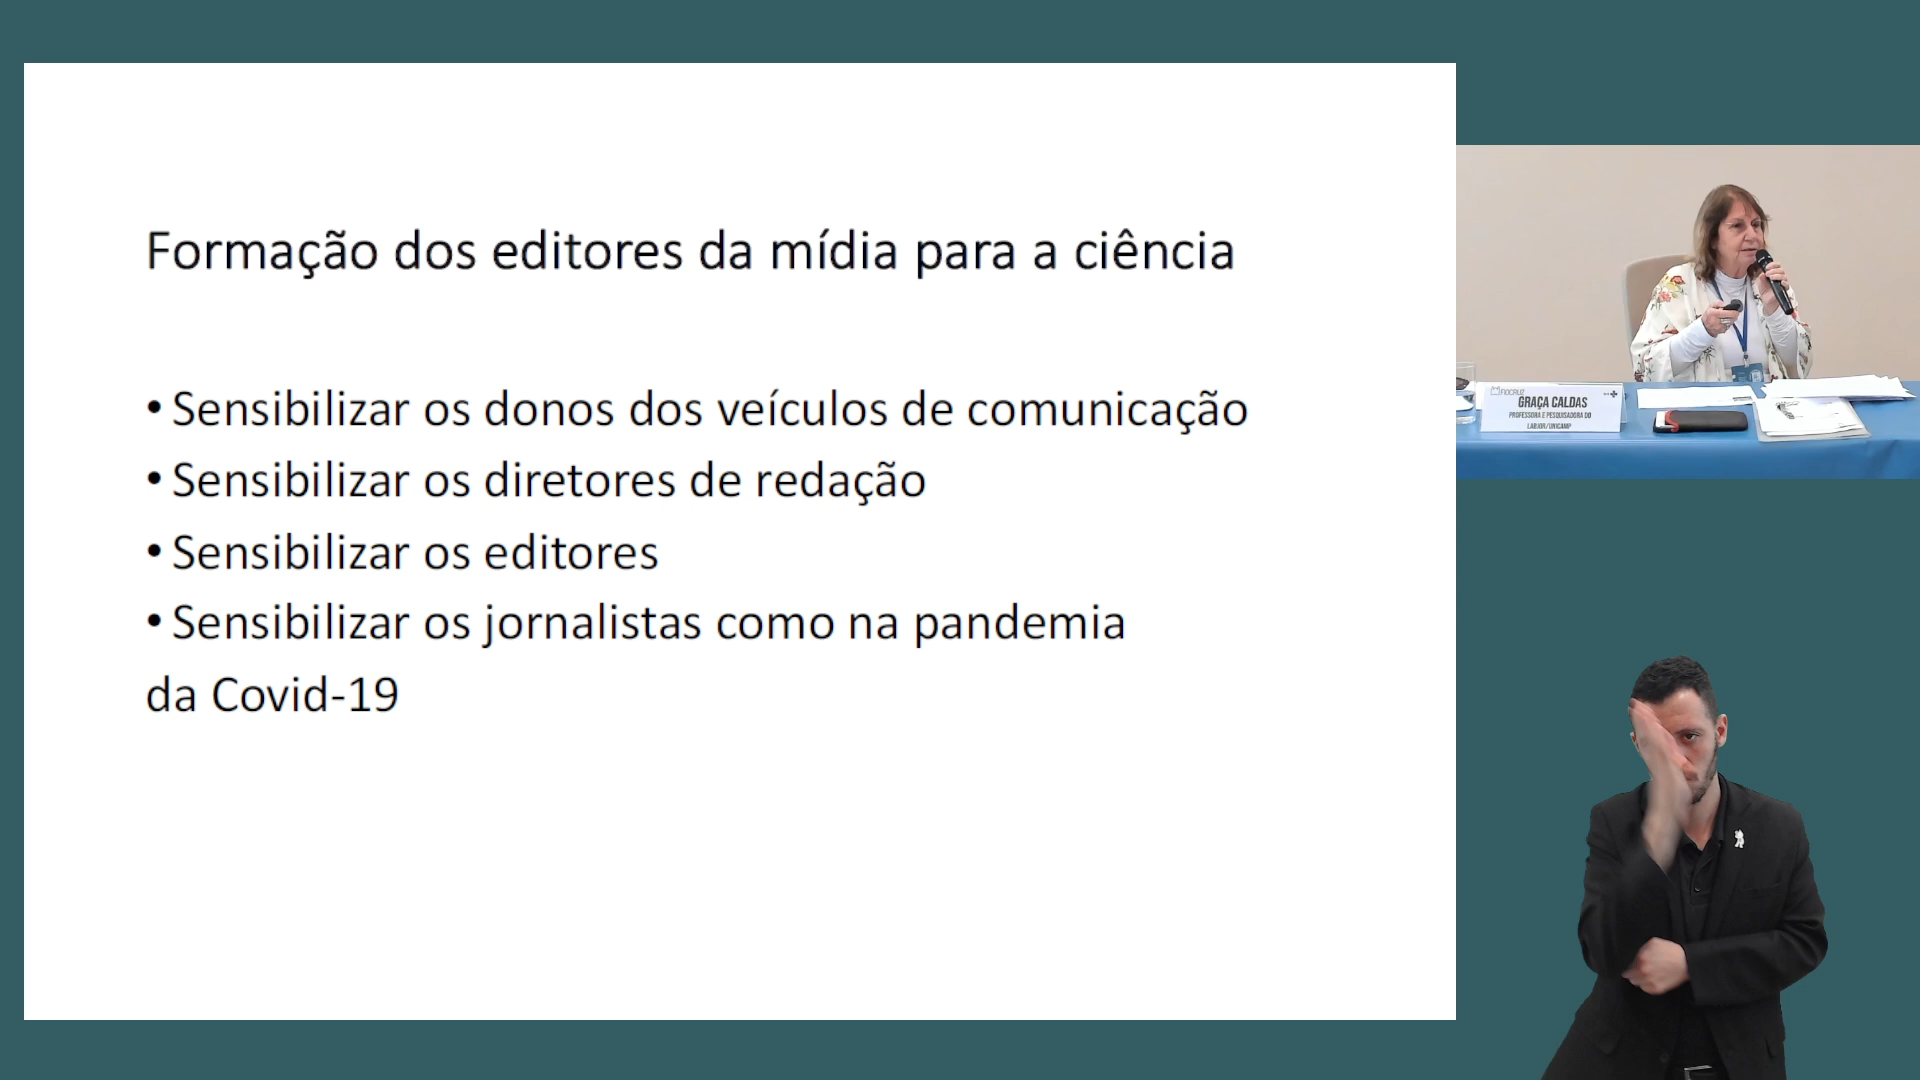 Formação dos editores da mídia para a ciência
• Sensibilizar os donos dos veículos de comunicação
• Sensibilizar os diretores de redação
• Sensibilizar os editores
• Sensibilizar os jornalistas como na pandemia
da Covid-19
FIOCRUZ
GRAÇA CALDAS
PROFESSORA E PESQUISADORA DO
LABJOR/UNICAMP